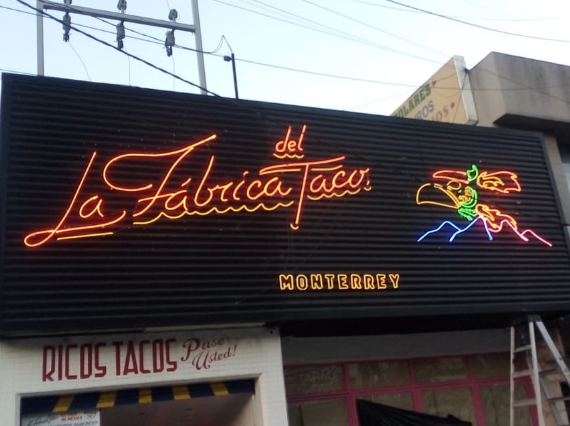 La Fábrica del Taco
MONTERREY
RICOS TACOS Pase Usted!